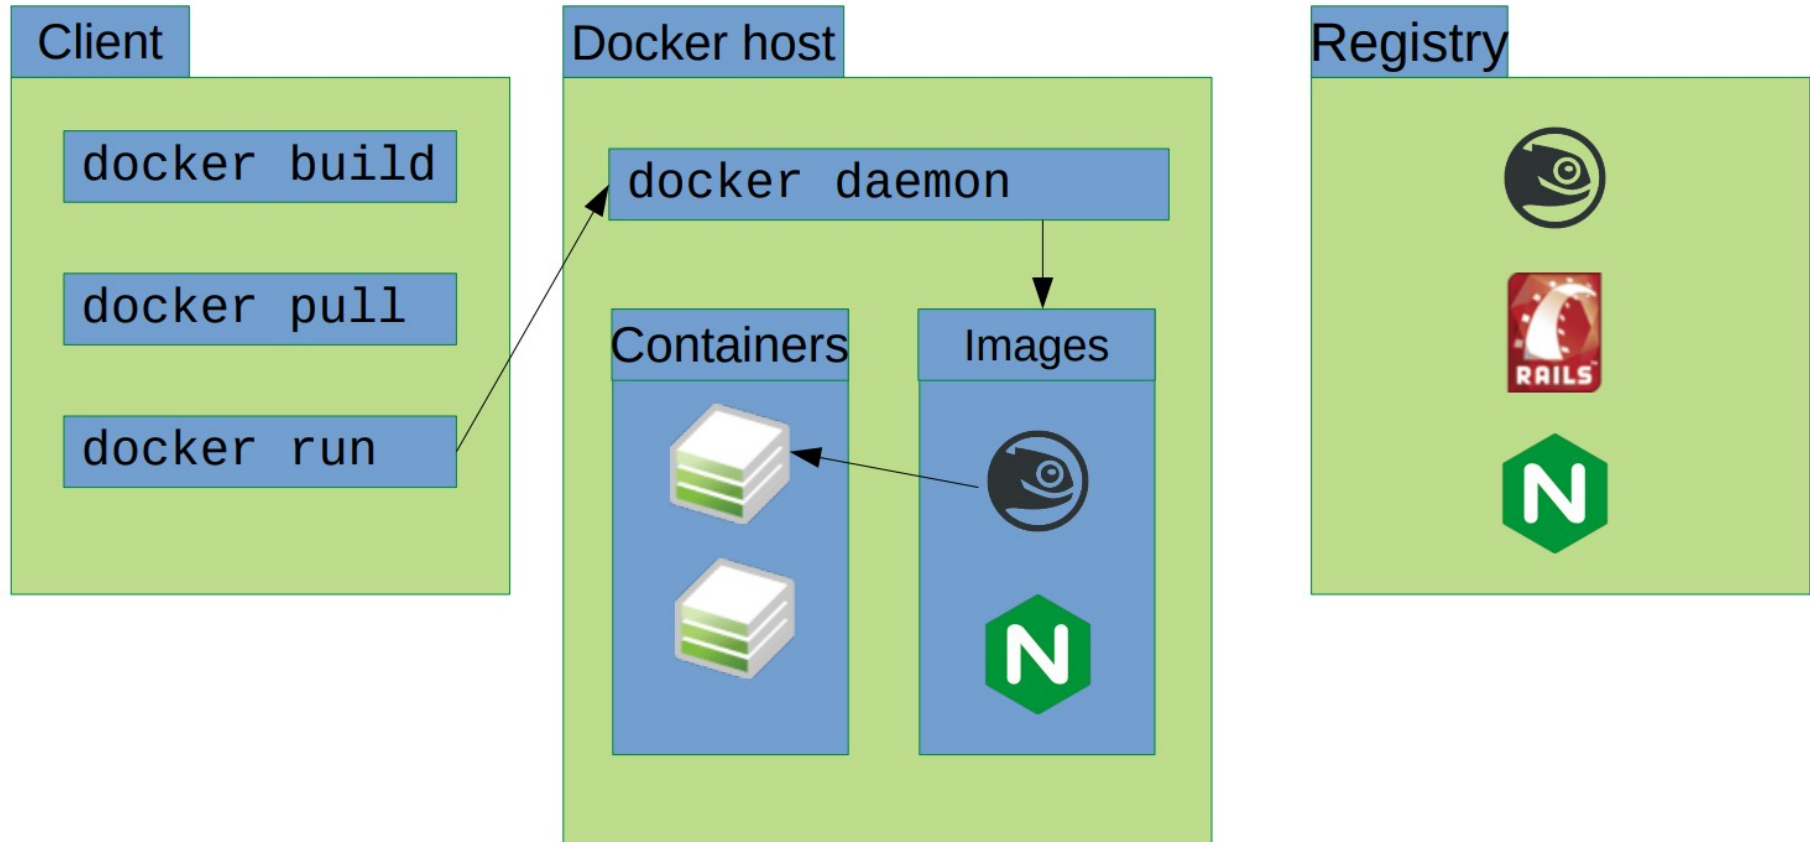 Client
docker build
docker pull
docker run
Docker host
docker daemon
Containers
Images
N
Registry
RAILS
N